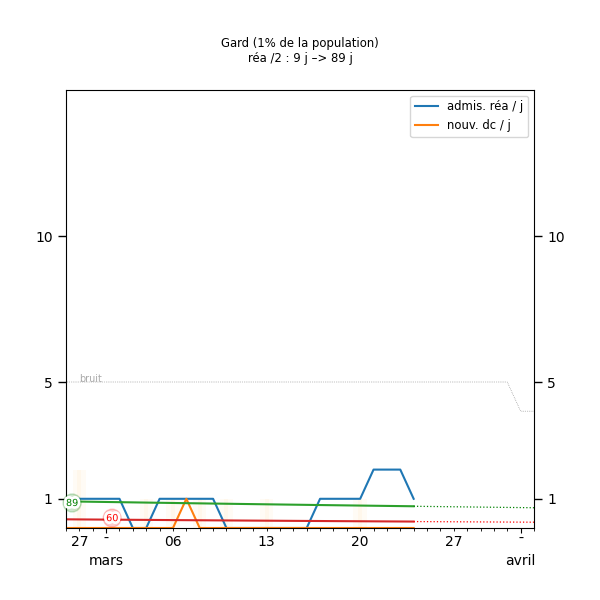 Gard (1% de la population)
réa /2 : 9 j –> 89 j
admis. réa / j
nouv. dc / j
10 10
bruit
5 5
89
1 1
60
27 - 06 13 20 27 -
mars avril